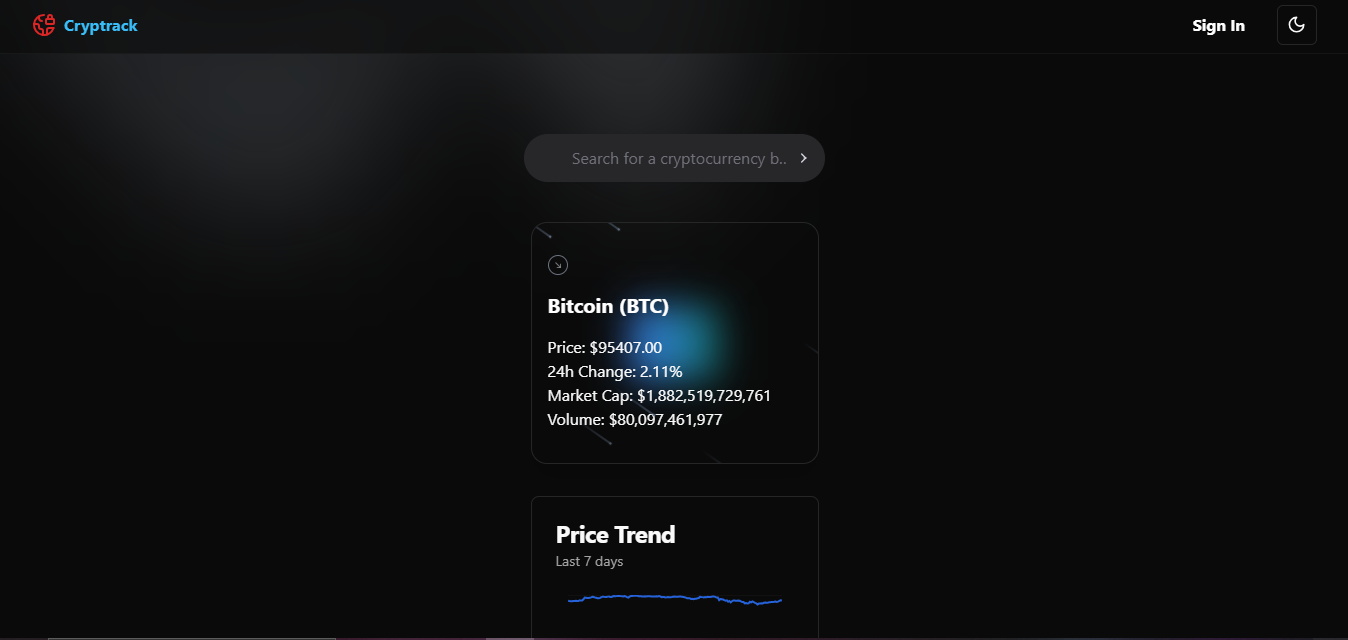 Cryptrack
Sign In
Search for a cryptocurrency b..
Bitcoin (BTC)
Price: $95407.00
24h Change: 2.11%
Market Cap: $1,882,519,729,761
Volume: $80,097,461,977
Price Trend
Last 7 days